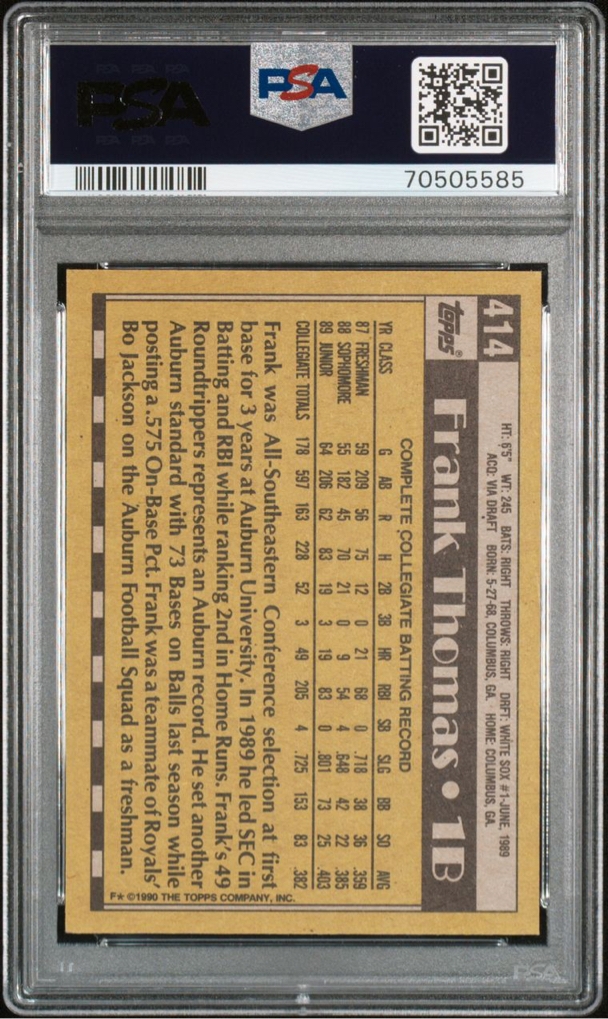 PSA
PSA
70505585
414
topps®
HT: 6'5" WT: 245 BATS: RIGHT THROWS: RIGHT DRFT: WHITE SOX #1-JUNE, 1989
ACQ: VIA DRAFT BORN: 5-27-68, COLUMBUS, GA. HOME: COLUMBUS, GA.
Frank Thomas • 1B
COMPLETE COLLEGIATE BATTING RECORD
YR CLASS G AB R H 2B 3B HR RBI SB SLG BB SO AVG
87 FRESHMAN 59 209 56 75 12 0 21 68 0 .718 38 36 .359
88 SOPHOMORE 55 182 45 70 21 0 9 54 4 .648 42 22 .385
89 JUNIOR 64 206 62 83 19 3 19 83 0 .801 73 25 .403
COLLEGIATE TOTALS 178 597 163 228 52 3 49 205 4 .725 153 83 .382
Frank was All-Southeastern Conference selection at first
base for 3 years at Auburn University. In 1989 he led SEC in
Batting and RBI while ranking 2nd in Home Runs. Frank's 49
Roundtrippers represents an Auburn record. He set another
Auburn standard with 73 Bases on Balls last season while
posting a .575 On-Base Pct. Frank was a teammate of Royals'
Bo Jackson on the Auburn Football Squad as a freshman.
F* ©1990 THE TOPPS COMPANY, INC.
PSA